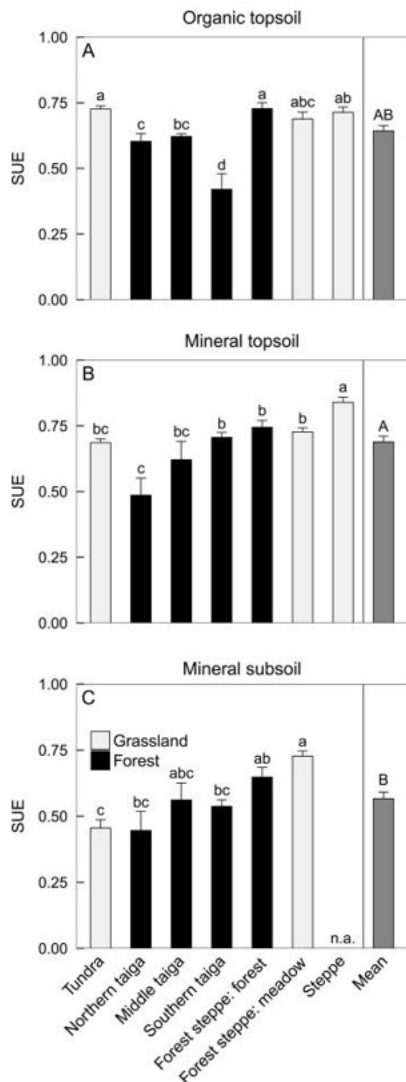 Organic topsoil
A
1.00
0.75
0.50
0.25
0.00
SUE
a
c
bc
d
a
abc
ab
AB
Mineral topsoil
B
1.00
0.75
0.50
0.25
0.00
SUE
bc
c
bc
b
b
b
a
A
Mineral subsoil
C
1.00
0.75
0.50
0.25
0.00
SUE
Grassland
Forest
c
bc
abc
bc
ab
a
n.a.
B
Tundra
Northern taiga
Middle taiga
Southern taiga
Forest steppe: forest
Forest steppe: meadow
Steppe
Mean